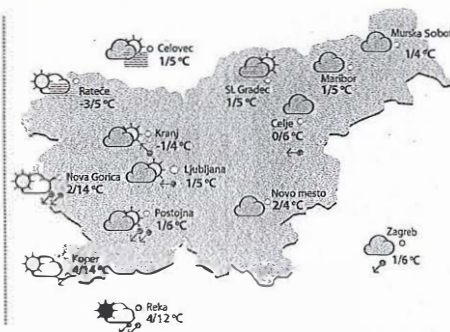 Celovec
1/5 °C
Murska Sobota
1/4 °C
Rateče
-3/5 °C
Sl. Gradec
1/5 °C
Maribor
1/5 °C
Celje
0/6 °C
Kranj
-1/4 °C
Nova Gorica
2/14 °C
Ljubljana
1/5 °C
Novo mesto
2/4 °C
Postojna
1/6 °C
Zagreb
1/6 °C
Koper
4/14 °C
Reka
4/12 °C